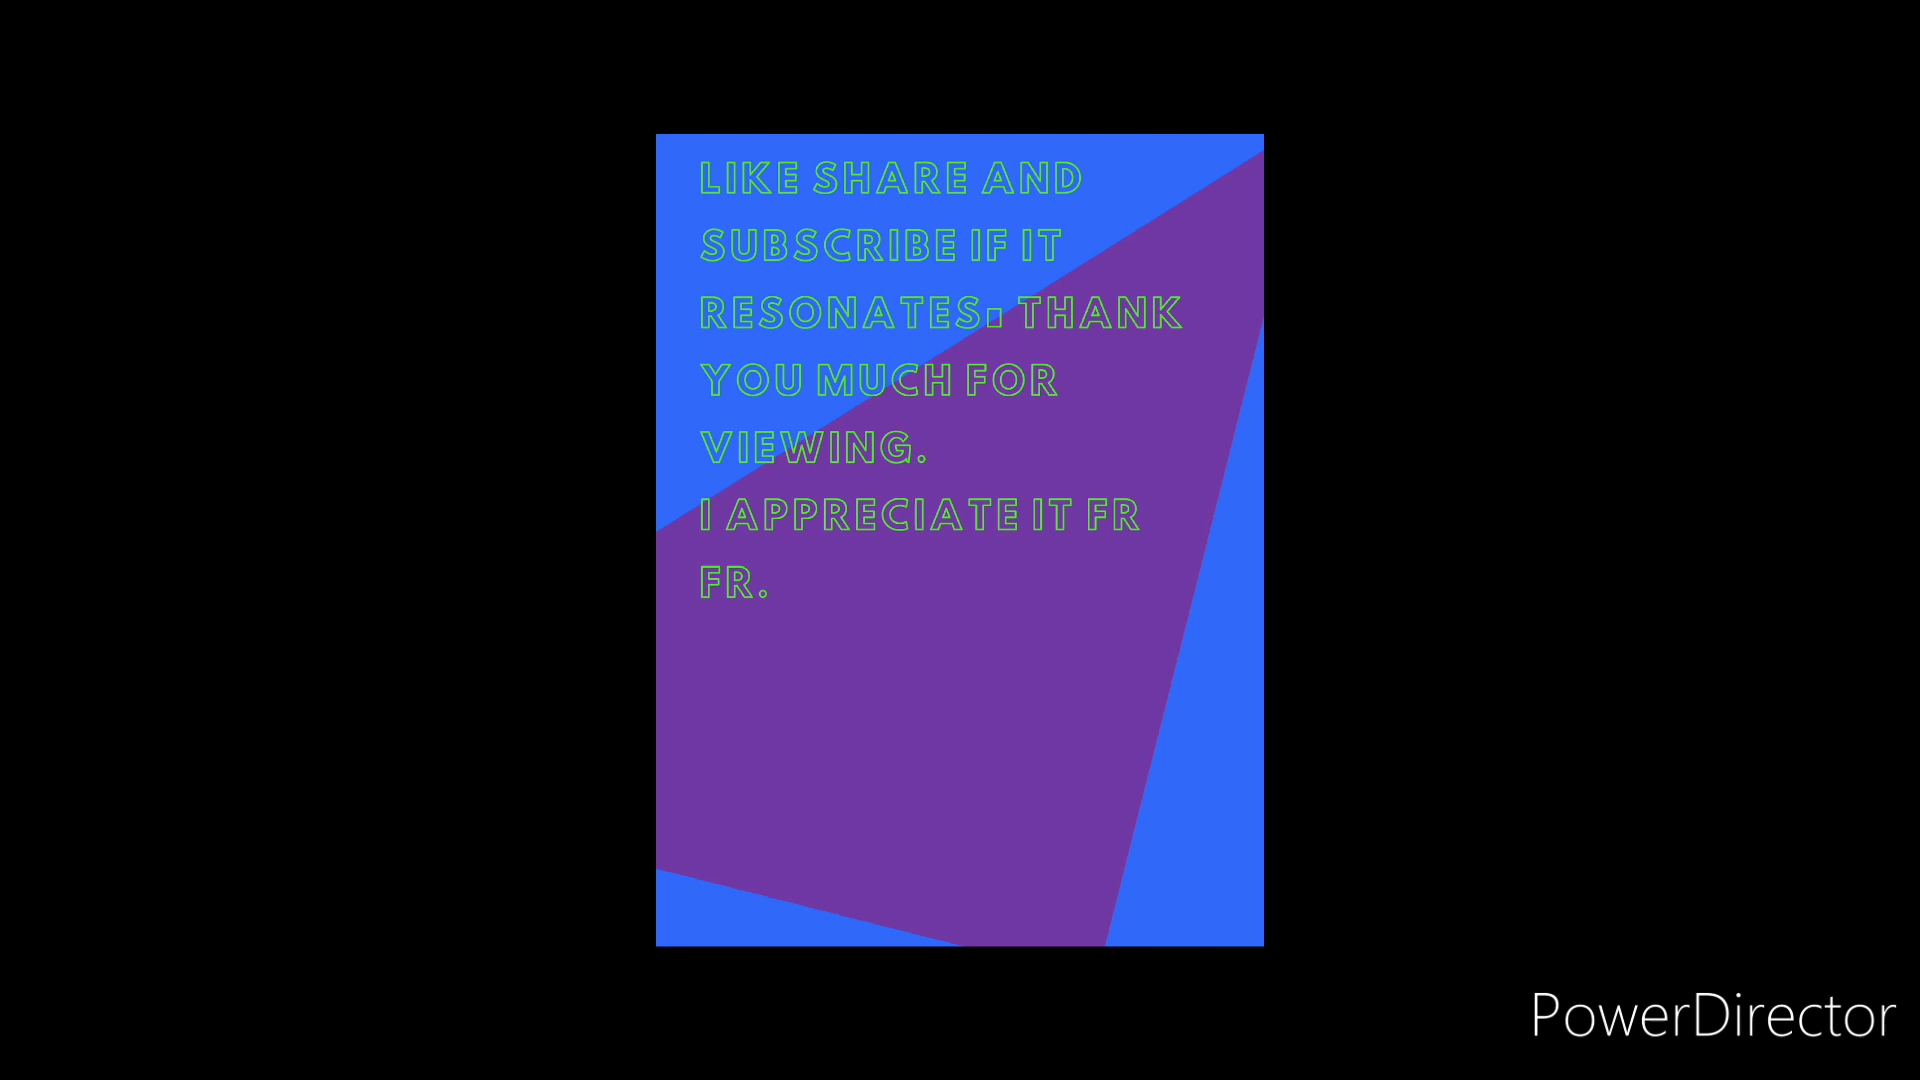 LIKE SHARE AND
SUBSCRIBE IF IT
RESONATES▯ THANK
YOU MUCH FOR
VIEWING.
I APPRECIATE IT FR
FR.
PowerDirector